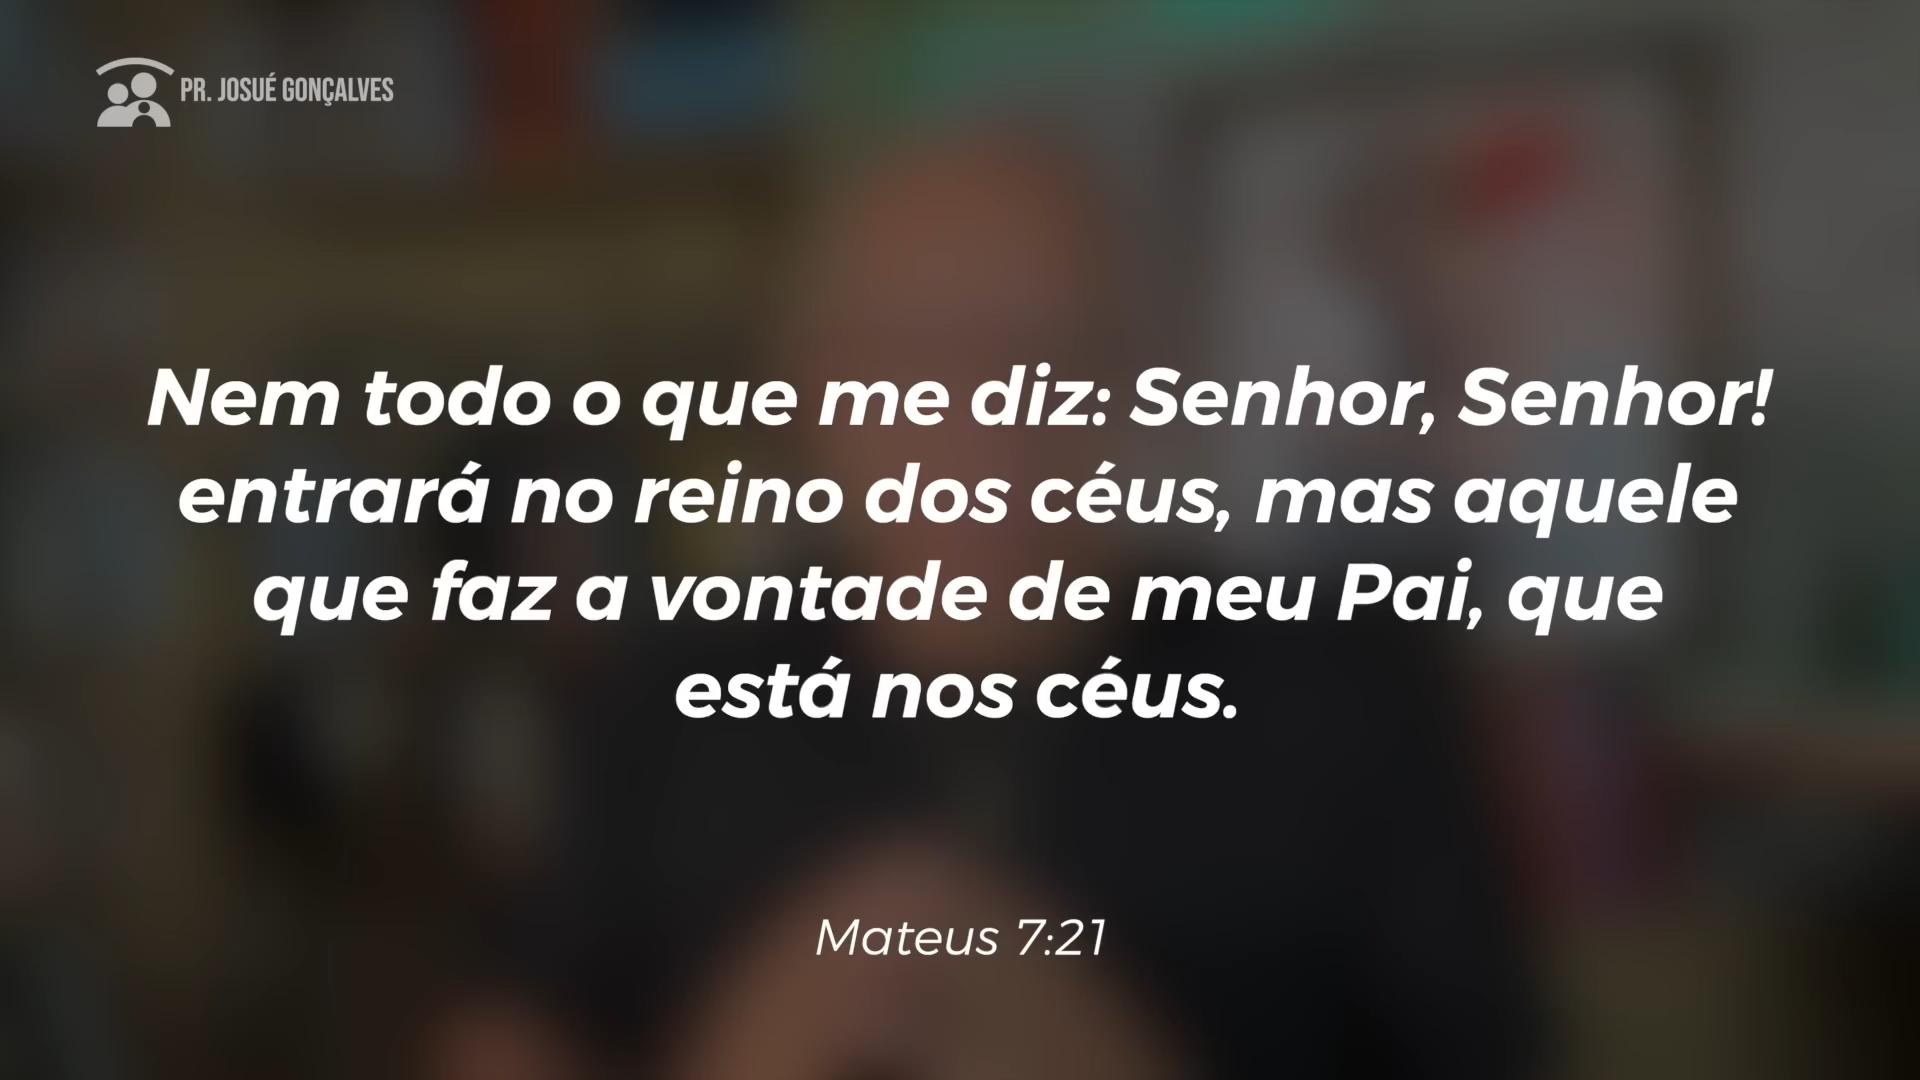 PR. JOSUÉ GONÇALVES
Nem todo o que me diz: Senhor, Senhor!
entrará no reino dos céus, mas aquele
que faz a vontade de meu Pai, que
está nos céus.
Mateus 7:21